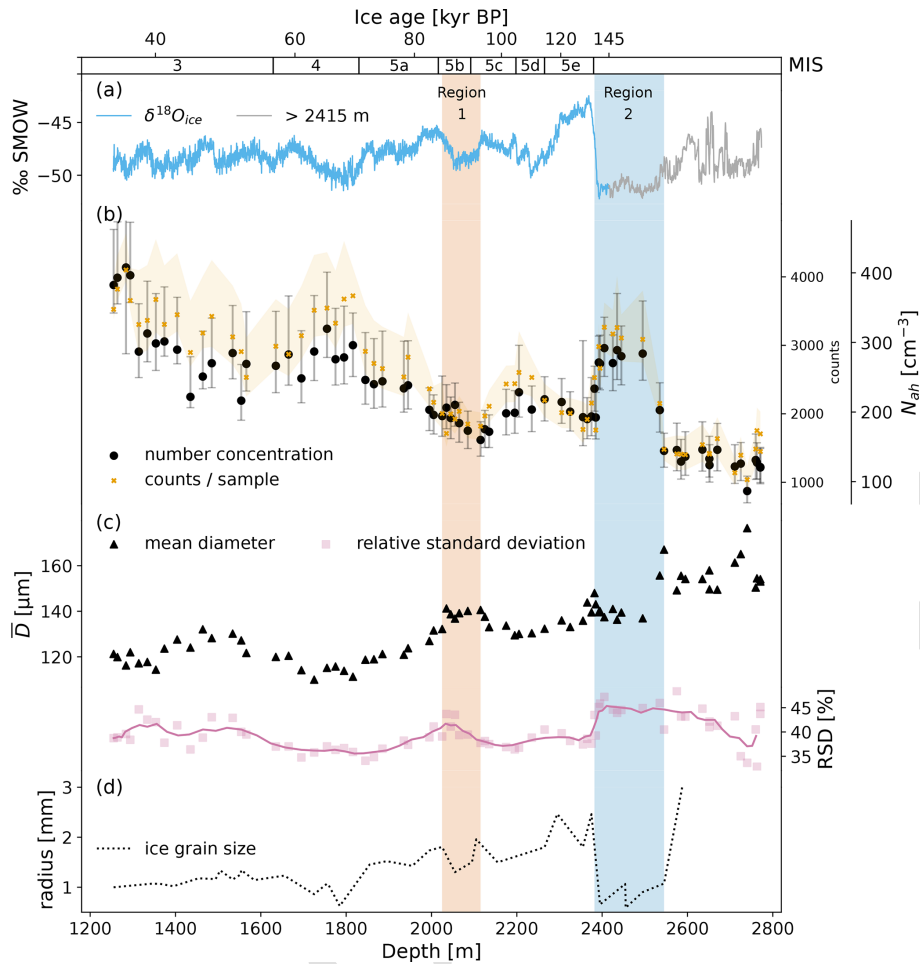 Ice age [kyr BP]
40 60 80 100 120 145
3 4 5a 5b 5c 5d 5e MIS
(a) Region 1 Region 2
δ¹⁸O_ice > 2415 m
‰ SMOW
−45
−50
(b)
4000
3000
2000
1000
counts
400
300
200
100
N_ah [cm⁻³]
number concentration
counts / sample
(c)
mean diameter relative standard deviation
D̅ [μm]
160
140
120
45
40
35
RSD [%]
(d)
ice grain size
radius [mm]
3
2
1
1200 1400 1600 1800 2000 2200 2400 2600 2800
Depth [m]